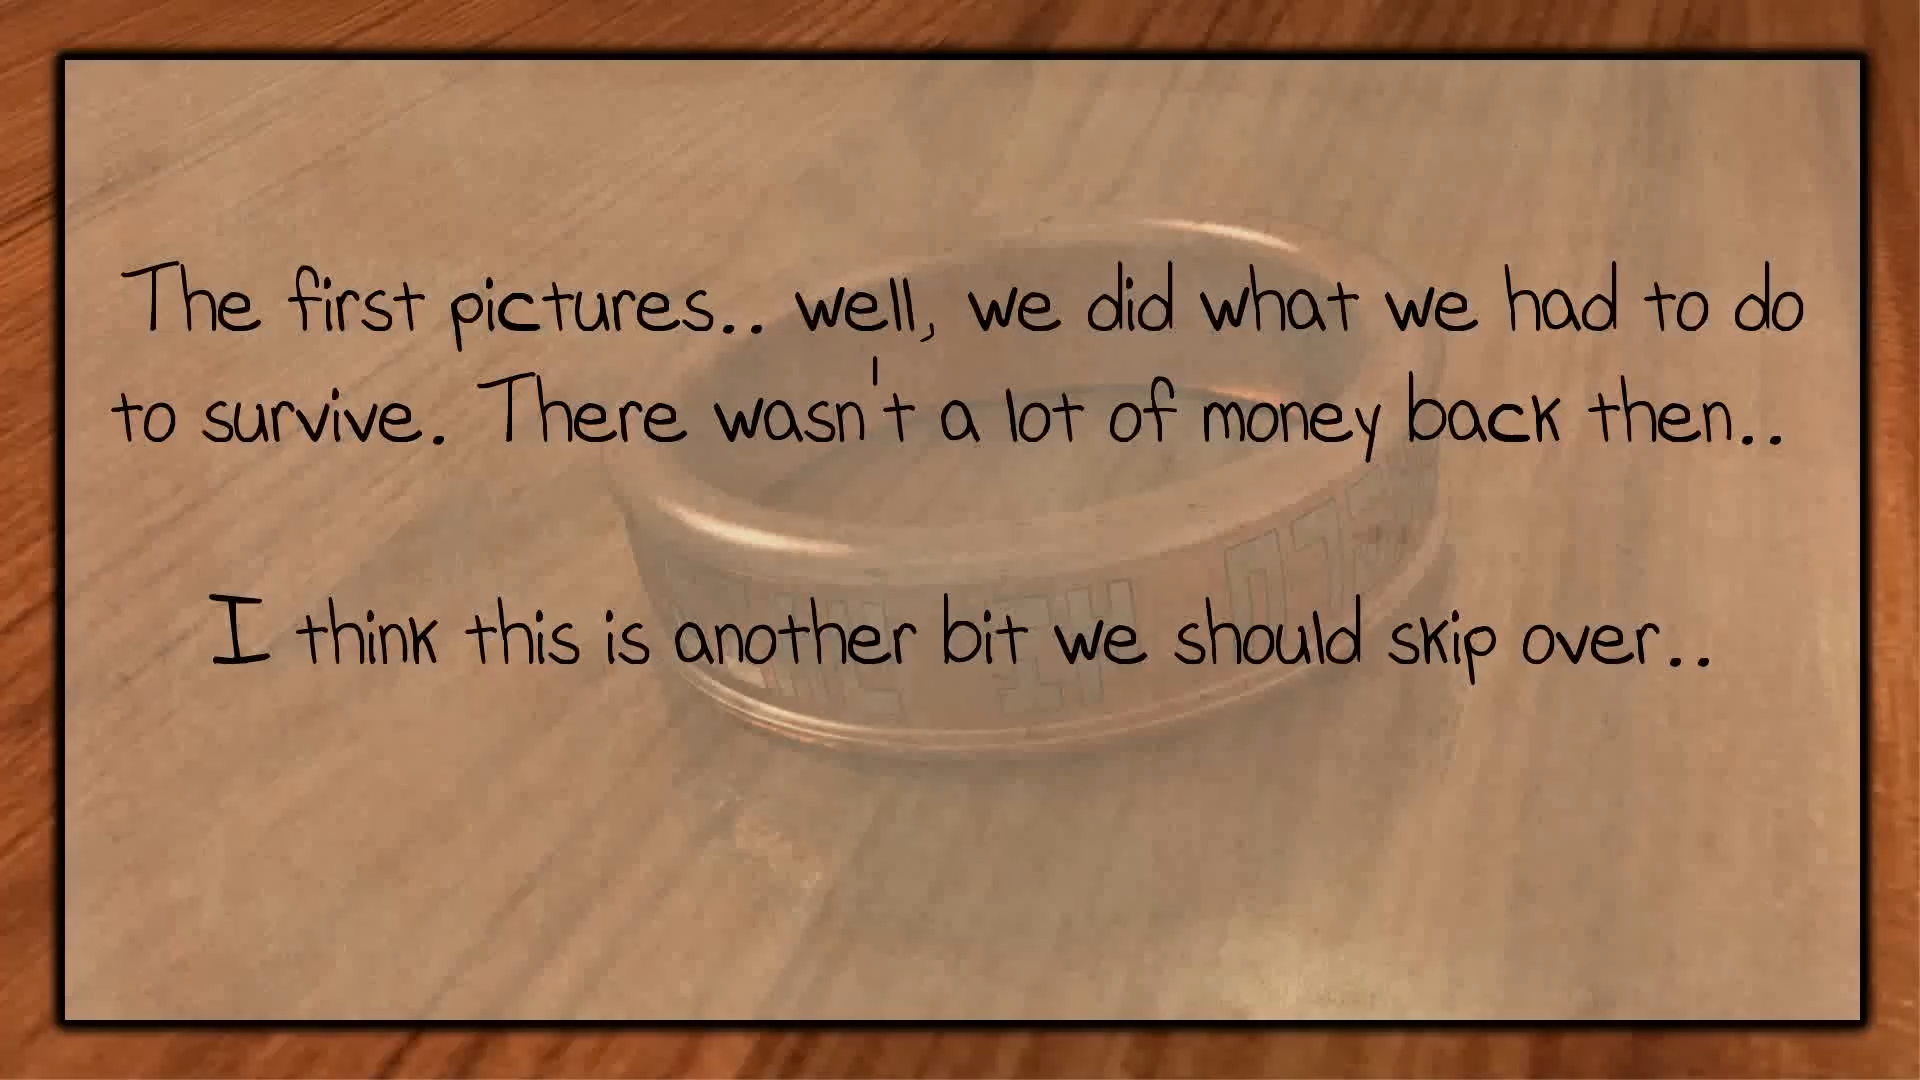 The first pictures.. well, we did what we had to do
to survive. There wasn't a lot of money back then..
I think this is another bit we should skip over..